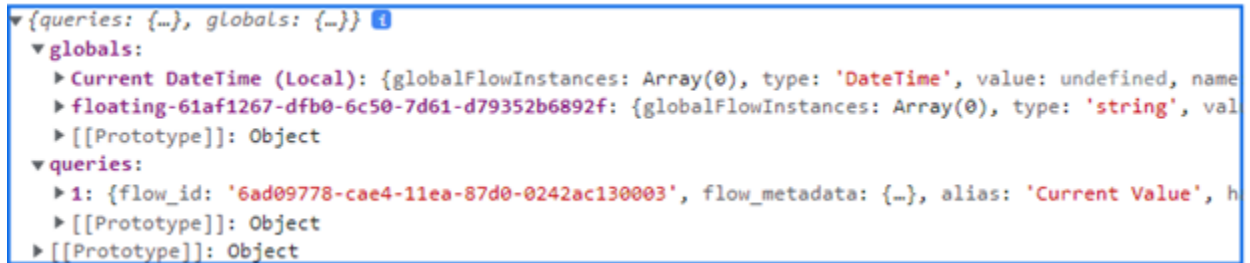 ▼{queries: {…}, globals: {…}} i
▼globals:
▶Current DateTime (Local): {globalFlowInstances: Array(0), type: 'DateTime', value: undefined, name
▶floating-61af1267-dfb0-6c50-7d61-d79352b6892f: {globalFlowInstances: Array(0), type: 'string', val
▶[[Prototype]]: Object
▼queries:
▶1: {flow_id: '6ad09778-cae4-11ea-87d0-0242ac130003', flow_metadata: {…}, alias: 'Current Value', h
▶[[Prototype]]: Object
▶[[Prototype]]: Object